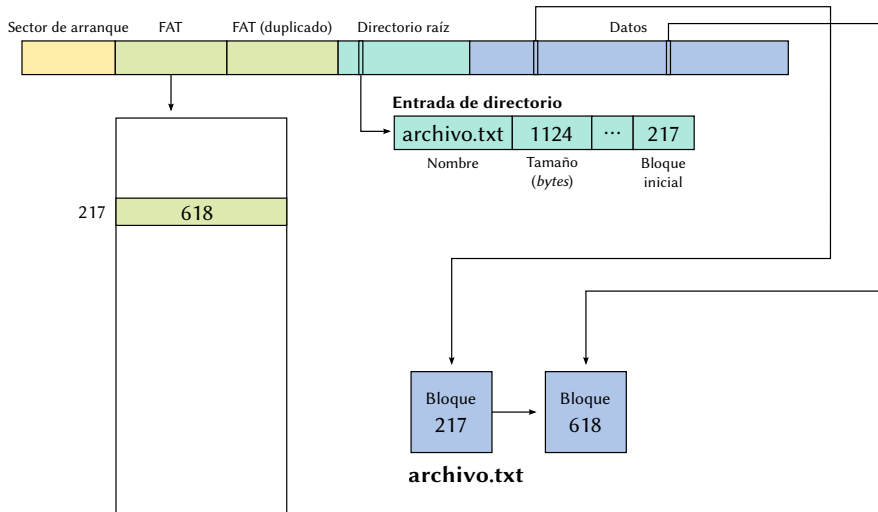 Sector de arranque
FAT
FAT (duplicado)
Directorio raíz
Datos
Entrada de directorio
archivo.txt
1124
...
217
Nombre
Tamaño
(bytes)
Bloque
inicial
217
618
Bloque
217
Bloque
618
archivo.txt